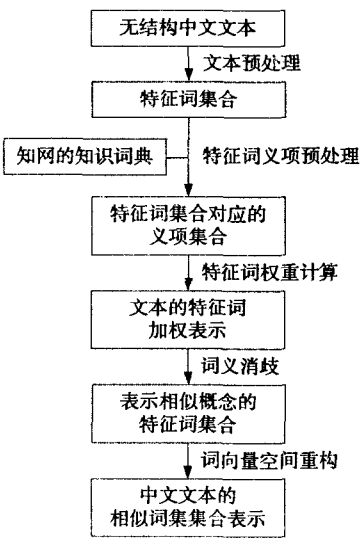 无结构中文文本
文本预处理
特征词集合
知网的知识词典
特征词义项预处理
特征词集合对应的
义项集合
特征词权重计算
文本的特征词
加权表示
词义消歧
表示相似概念的
特征词集合
词向量空间重构
中文文本的
相似词集集合表示